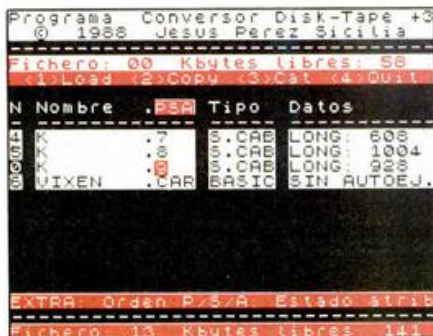 Programa Conversor Disk-Tape +3
© 1988 Jesus Perez Sicilia
Fichero: 00 Kbytes libres: 58
<1>Load <2>Copy <3>Cat <4>Quit
N Nombre .PSA Tipo Datos
4 K .7 S.CAB LONG: 608
5 K .8 S.CAB LONG: 1004
0 K .9 S.CAB LONG: 928
S VIXEN .CAR BASIC SIN AUTOEJ.
EXTRA: Orden P/S/A: Estado atrib
Fichero: 13 Kbytes libres: 141